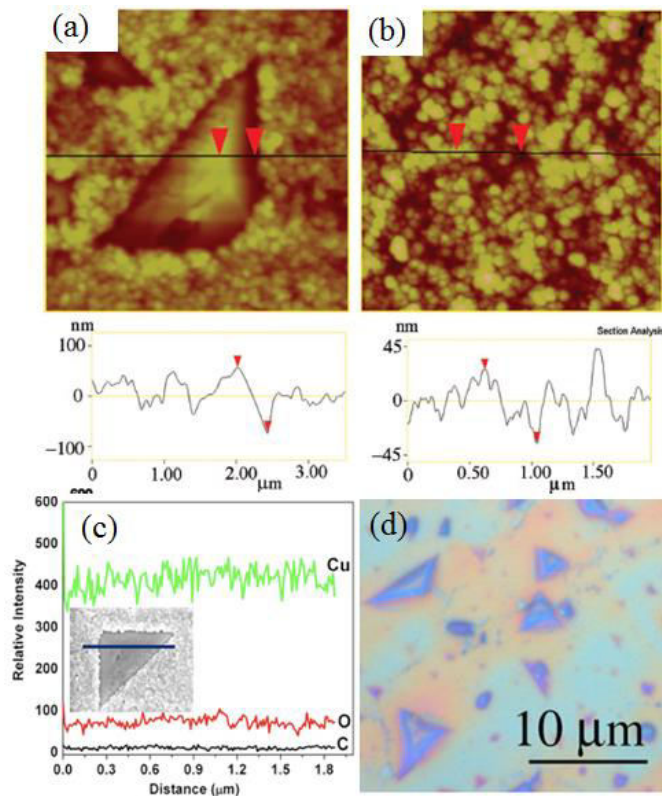 (a)
(b)
nm
100
0
−100
0
1.00
2.00
3.00
μm
nm
Section Analysis
45
0
−45
0
0.50
1.00
1.50
μm
600
(c)
600
500
400
300
200
100
0
Relative Intensity
Cu
O
C
0.0
0.3
0.6
0.9
1.2
1.5
1.8
Distance (μm)
(d)
10 μm